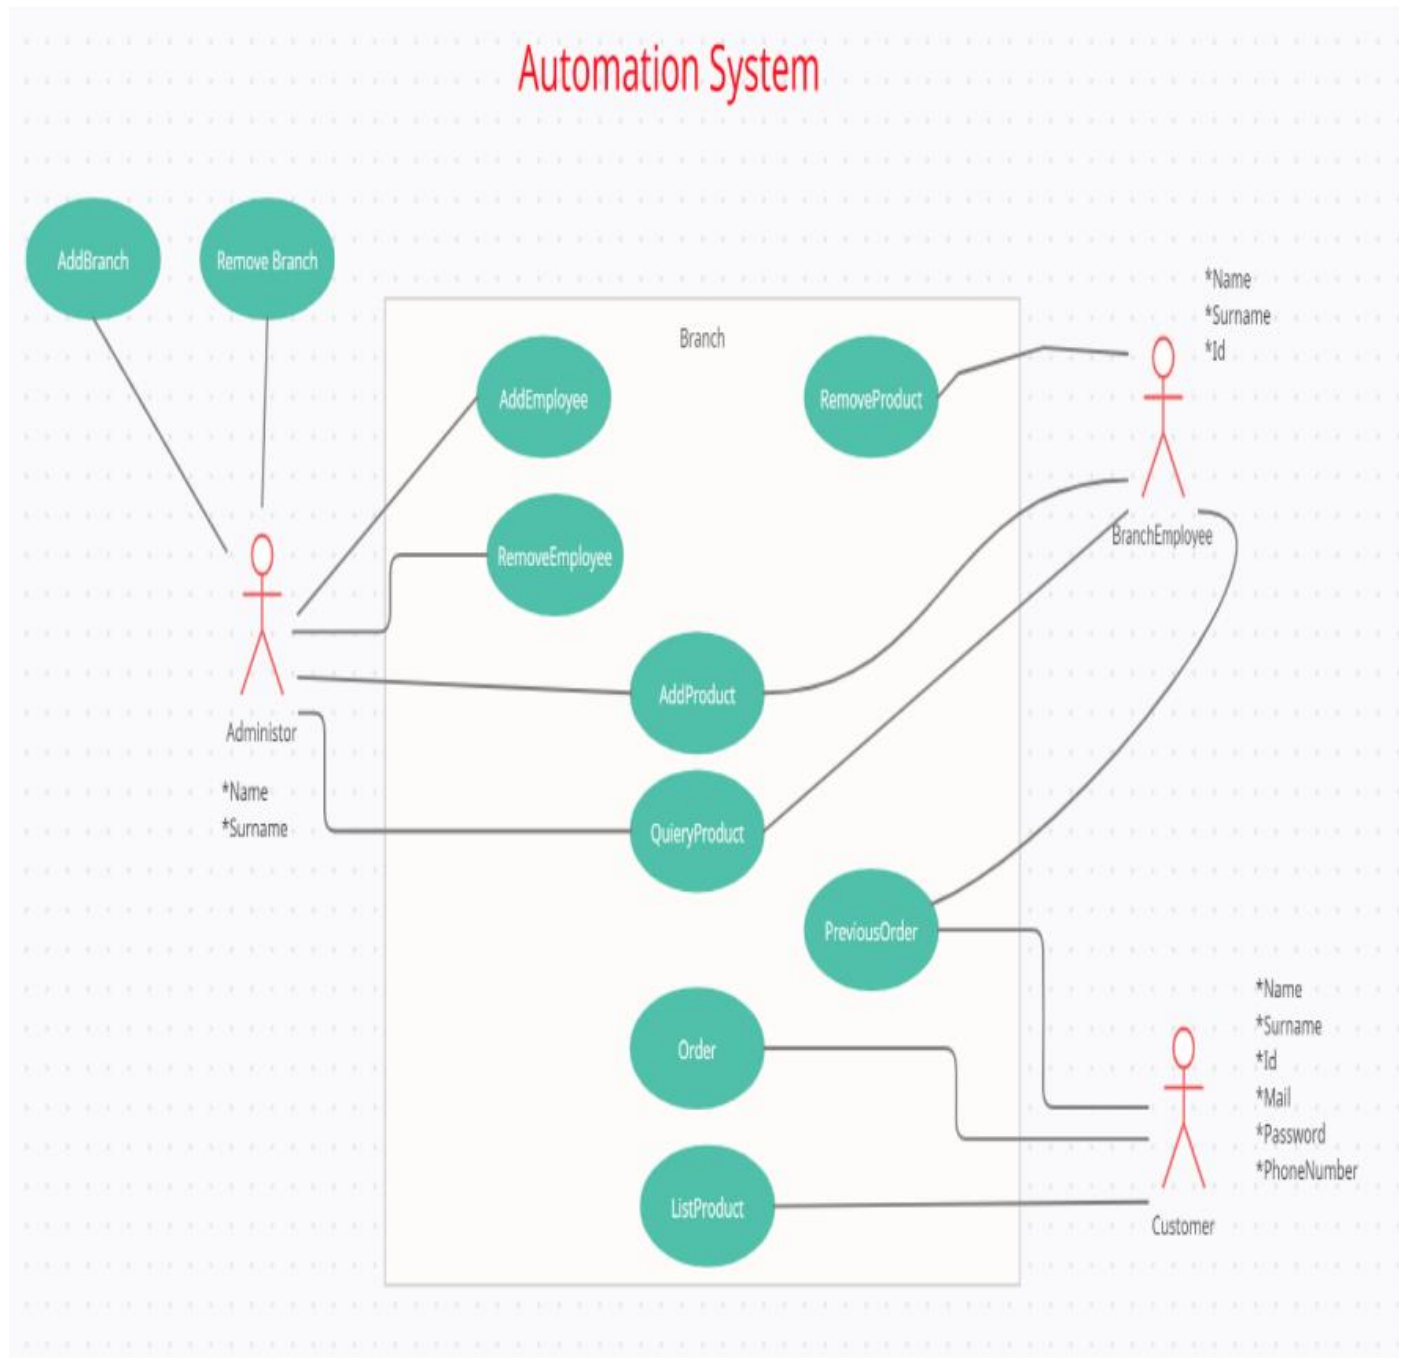 Automation System
AddBranch
Remove Branch
*Name
*Surname
*Id
Branch
AddEmployee
RemoveProduct
BranchEmployee
RemoveEmployee
AddProduct
Administor
*Name
*Surname
QuieryProduct
PreviousOrder
*Name
*Surname
*Id
*Mail
*Password
*PhoneNumber
Order
ListProduct
Customer